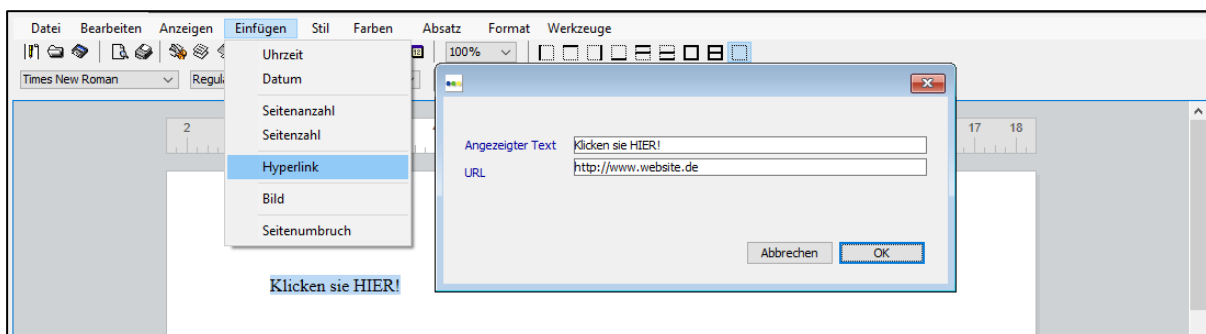 Datei Bearbeiten Anzeigen Einfügen Stil Farben Absatz Format Werkzeuge
100%
Times New Roman
Uhrzeit
Datum
Seitenanzahl
Seitenzahl
Hyperlink
Bild
Seitenumbruch
2 17 18
Angezeigter Text Klicken sie HIER!
URL http://www.website.de
Abbrechen OK
Klicken sie HIER!